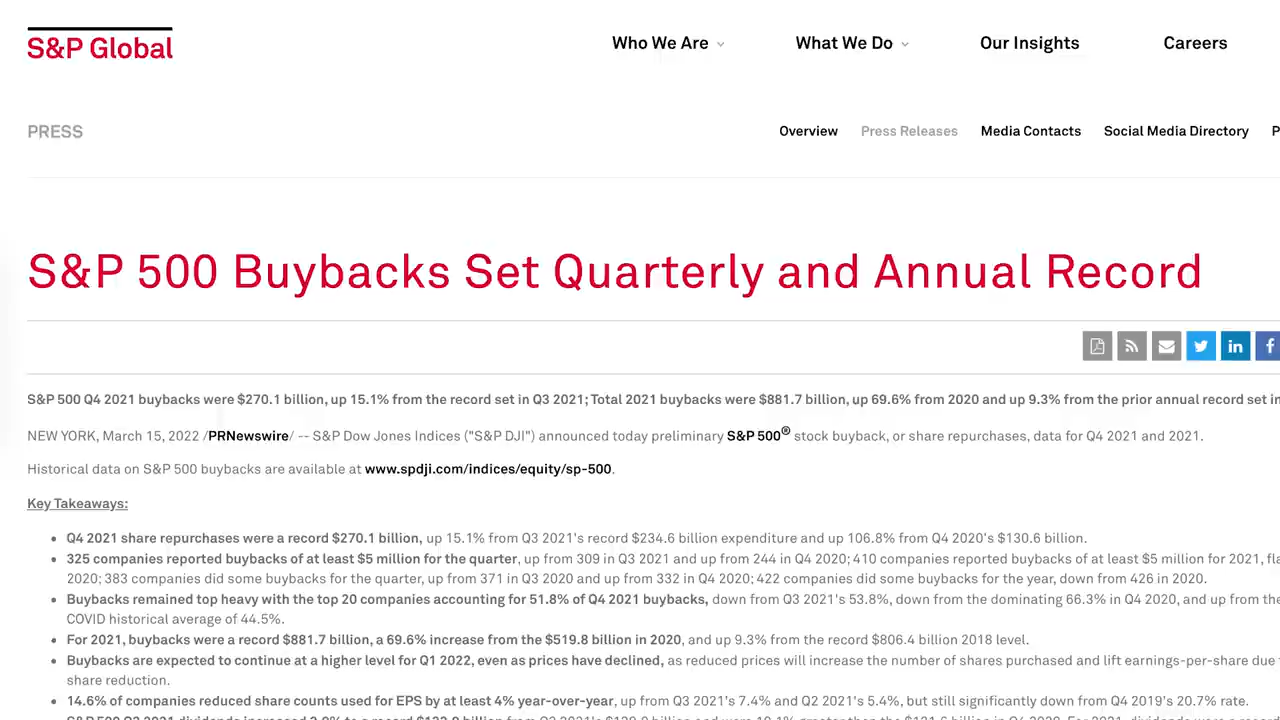 S&P Global
Who We Are
What We Do
Our Insights
Careers
PRESS
Overview
Press Releases
Media Contacts
Social Media Directory
S&P 500 Buybacks Set Quarterly and Annual Record
S&P 500 Q4 2021 buybacks were $270.1 billion, up 15.1% from the record set in Q3 2021; Total 2021 buybacks were $881.7 billion, up 69.6% from 2020 and up 9.3% from the prior annual record set in
NEW YORK, March 15, 2022 /PRNewswire/ -- S&P Dow Jones Indices ("S&P DJI") announced today preliminary S&P 500® stock buyback, or share repurchases, data for Q4 2021 and 2021.
Historical data on S&P 500 buybacks are available at www.spdji.com/indices/equity/sp-500.
Key Takeaways:
• Q4 2021 share repurchases were a record $270.1 billion, up 15.1% from Q3 2021's record $234.6 billion expenditure and up 106.8% from Q4 2020's $130.6 billion.
• 325 companies reported buybacks of at least $5 million for the quarter, up from 309 in Q3 2021 and up from 244 in Q4 2020; 410 companies reported buybacks of at least $5 million for 2021,
2020; 383 companies did some buybacks for the quarter, up from 371 in Q3 2020 and up from 332 in Q4 2020; 422 companies did some buybacks for the year, down from 426 in 2020.
• Buybacks remained top heavy with the top 20 companies accounting for 51.8% of Q4 2021 buybacks, down from Q3 2021's 53.8%, down from the dominating 66.3% in Q4 2020, and up from the
COVID historical average of 44.5%.
• For 2021, buybacks were a record $881.7 billion, a 69.6% increase from the $519.8 billion in 2020, and up 9.3% from the record $806.4 billion 2018 level.
• Buybacks are expected to continue at a higher level for Q1 2022, even as prices have declined, as reduced prices will increase the number of shares purchased and lift earnings-per-share due
share reduction.
• 14.6% of companies reduced share counts used for EPS by at least 4% year-over-year, up from Q3 2021's 7.4% and Q2 2021's 5.4%, but still significantly down from Q4 2019's 20.7% rate.